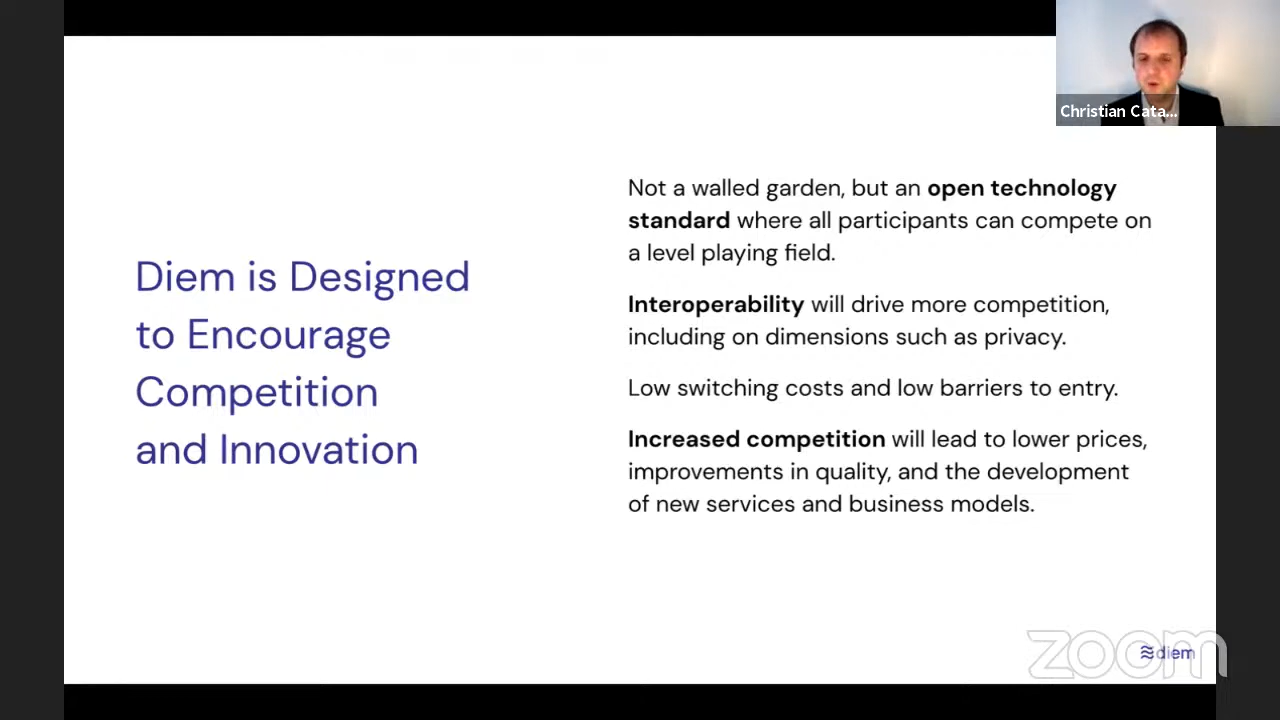 Christian Cata...
Not a walled garden, but an open technology
standard where all participants can compete on
a level playing field.
Diem is Designed
to Encourage
Competition
and Innovation
Interoperability will drive more competition,
including on dimensions such as privacy.
Low switching costs and low barriers to entry.
Increased competition will lead to lower prices,
improvements in quality, and the development
of new services and business models.
zoom
diem